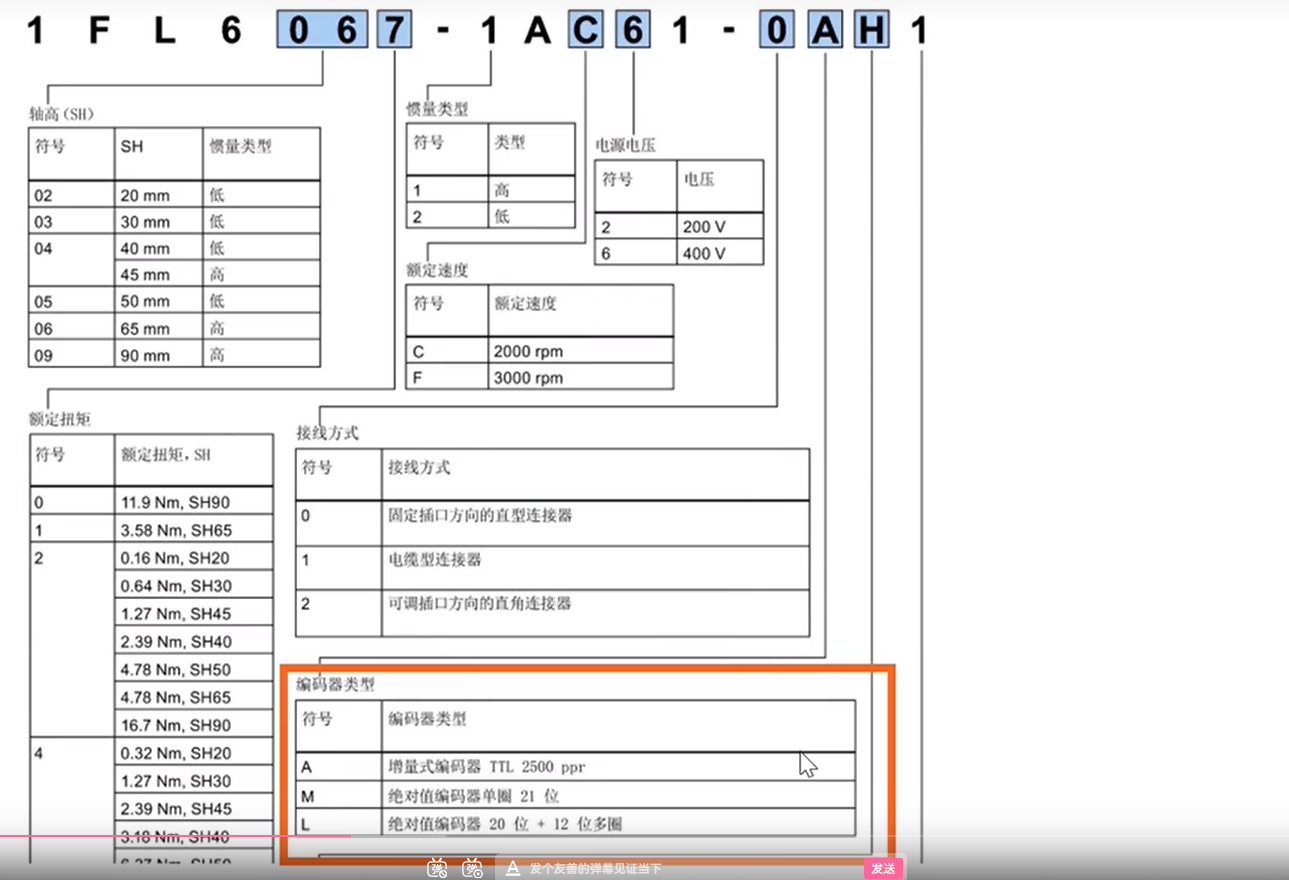 1FL6067-1AC61-0AH1
轴高(SH)
符号 SH 惯量类型
02 20 mm 低
03 30 mm 低
04 40 mm 低
45 mm 高
05 50 mm 低
06 65 mm 高
09 90 mm 高
惯量类型
符号 类型
1 高
2 低
电源电压
符号 电压
2 200 V
6 400 V
额定速度
符号 额定速度
C 2000 rpm
F 3000 rpm
额定扭矩
符号 额定扭矩,SH
0 11.9 Nm, SH90
1 3.58 Nm, SH65
2 0.16 Nm, SH20
0.64 Nm, SH30
1.27 Nm, SH45
2.39 Nm, SH40
4.78 Nm, SH50
4.78 Nm, SH65
16.7 Nm, SH90
4 0.32 Nm, SH20
1.27 Nm, SH30
2.39 Nm, SH45
3.18 Nm, SH40
接线方式
符号 接线方式
0 固定插口方向的直型连接器
1 电缆型连接器
2 可调插口方向的直角连接器
编码器类型
符号 编码器类型
A 增量式编码器 TTL 2500 ppr
M 绝对值编码器单圈 21 位
L 绝对值编码器 20 位 + 12 位多圈
弹 弹 A 发个友善的弹幕见证当下 发送